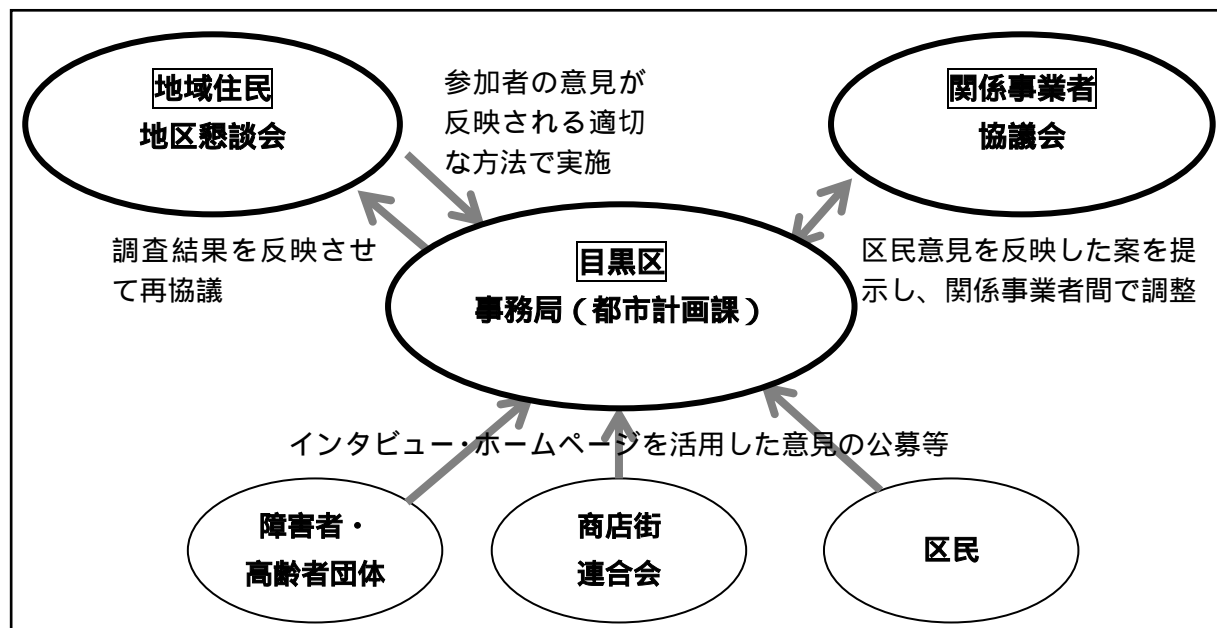 地域住民
地区懇談会
参加者の意見が
反映される適切
な方法で実施
関係事業者
協議会
調査結果を反映させ
て再協議
目黒区
事務局(都市計画課)
区民意見を反映した案を提
示し、関係事業者間で調整
インタビュー・ホームページを活用した意見の公募等
障害者・
高齢者団体
商店街
連合会
区民